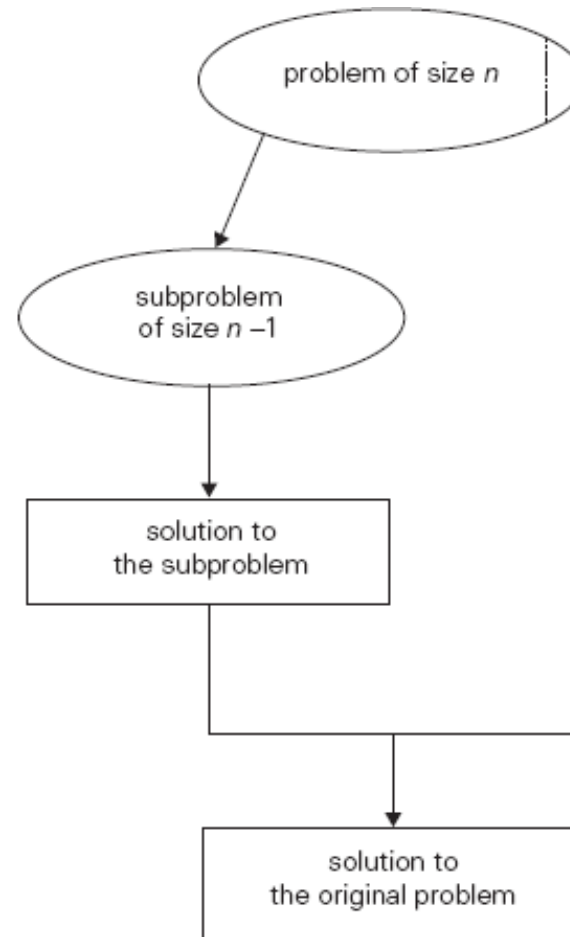 problem of size n
subproblem
of size n –1
solution to
the subproblem
solution to
the original problem